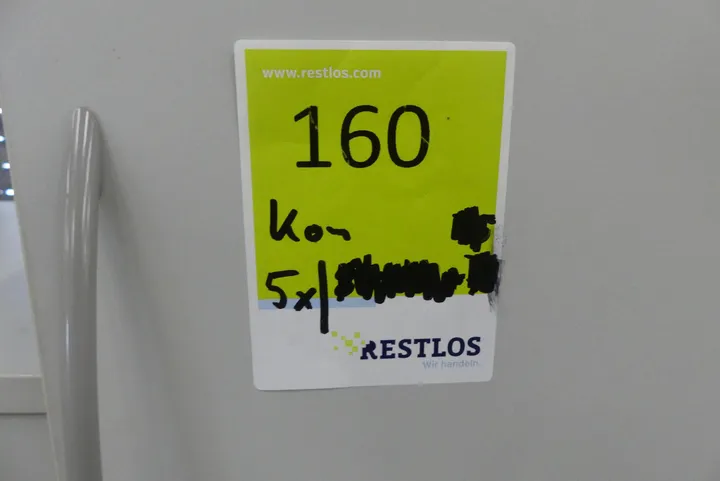 www.restlos.com
160
Kon
5x
RESTLOS
Wir handeln.